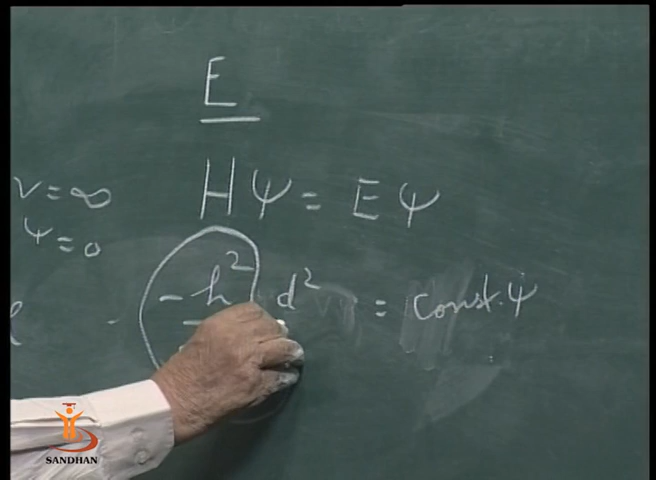 E
HΨ = EΨ
V = ∞
Ψ = 0
l
- ℏ² d² = const. Ψ
SANDHAN